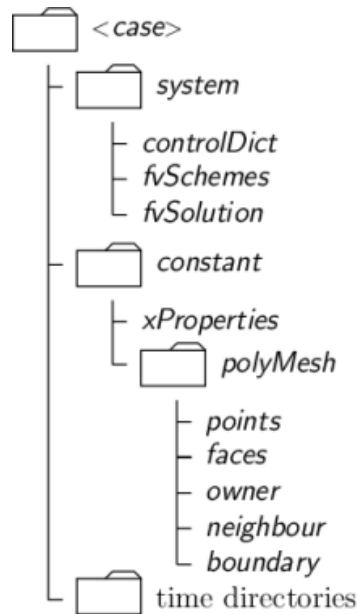 <case>
system
controlDict
fvSchemes
fvSolution
constant
xProperties
polyMesh
points
faces
owner
neighbour
boundary
time directories